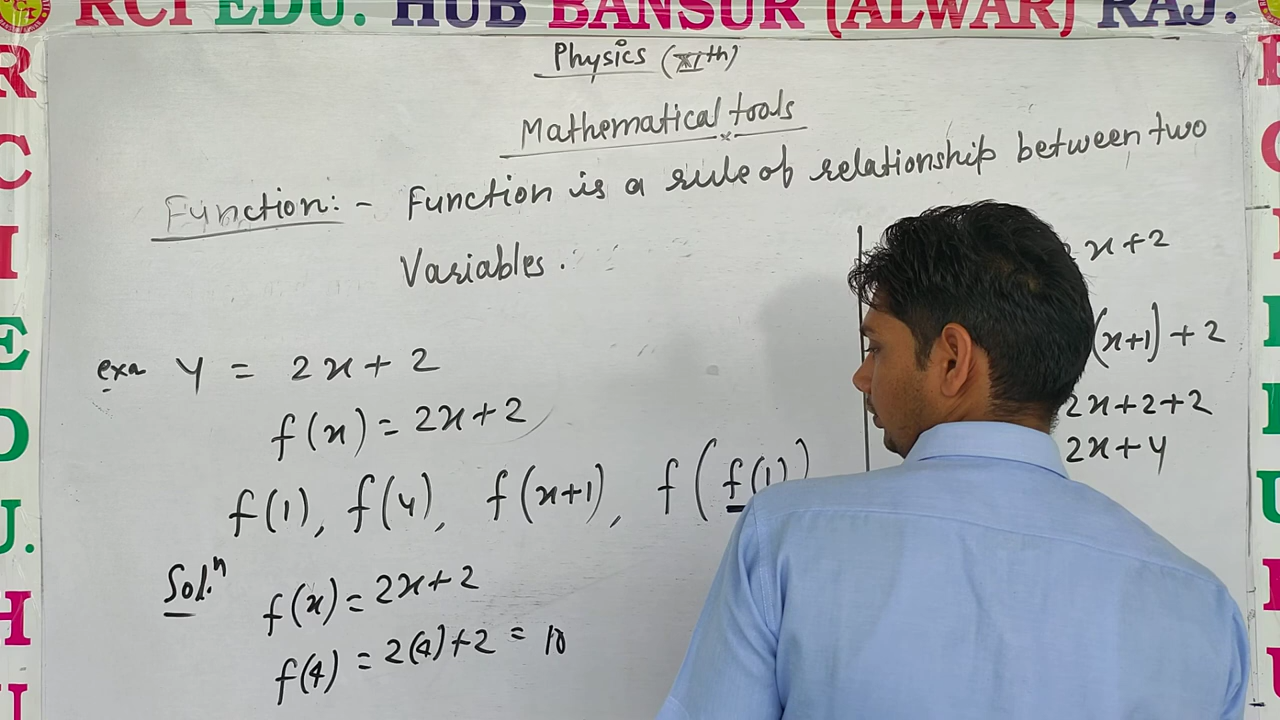 RCI EDU. HUB BANSUR (ALWAR) RAJ.
Physics (XIth)
Mathematical tools
Function:- Function is a rule of relationship between two
Variables.
exa y = 2x+2
f(x) = 2x+2
f(1), f(4), f(x+1), f(f(1))
Sol.n f(x) = 2x+2
f(4) = 2(4)+2 = 10
x+2
(x+1)+2
2x+2+2
2x+4
R
C
I
E
D
U.
H